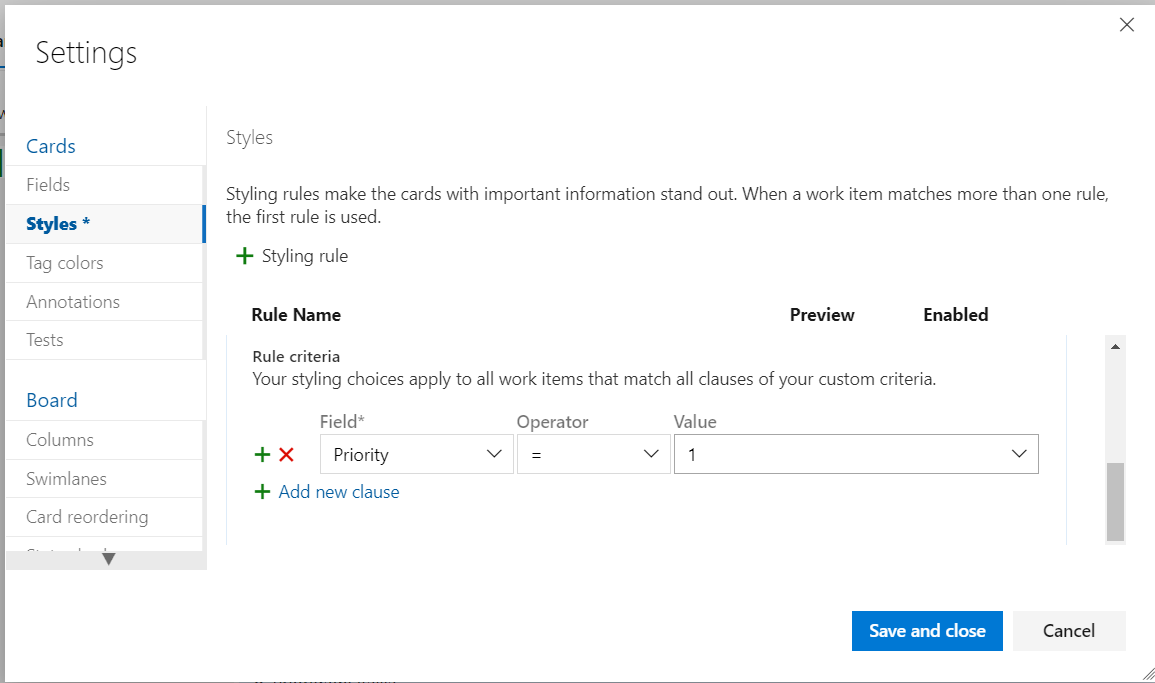 Settings
Cards
Fields
Styles *
Tag colors
Annotations
Tests
Board
Columns
Swimlanes
Card reordering
Styles
Styling rules make the cards with important information stand out. When a work item matches more than one rule,
the first rule is used.
+ Styling rule
Rule Name Preview Enabled
Rule criteria
Your styling choices apply to all work items that match all clauses of your custom criteria.
Field* Operator Value
Priority = 1
+ Add new clause
Save and close Cancel